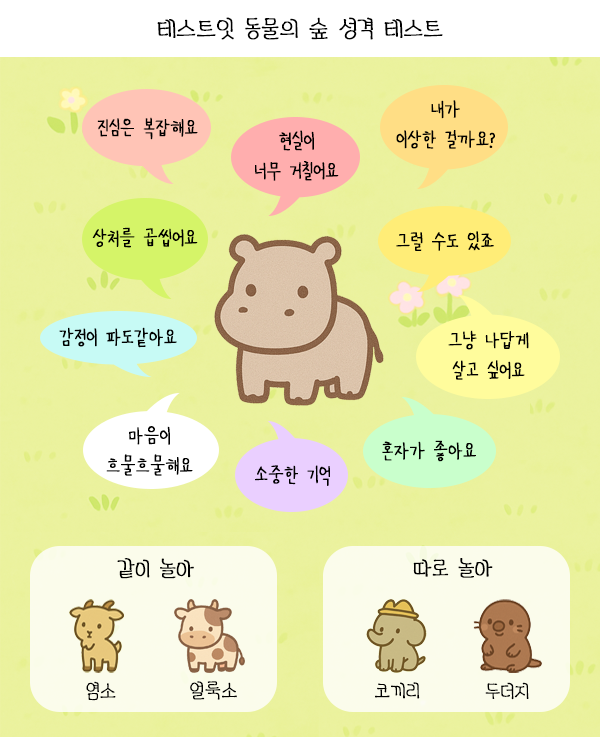 테스트잇 동물의 숲 성격 테스트
진심은 복잡해요
현실이
너무 거칠어요
내가
이상한 걸까요?
상처를 곱씹어요
그럴 수도 있죠
감정이 파도같아요
그냥 나답게
살고 싶어요
마음이
흐물흐물해요
소중한 기억
혼자가 좋아요
같이 놀아
염소
얼룩소
따로 놀아
코끼리
두더지